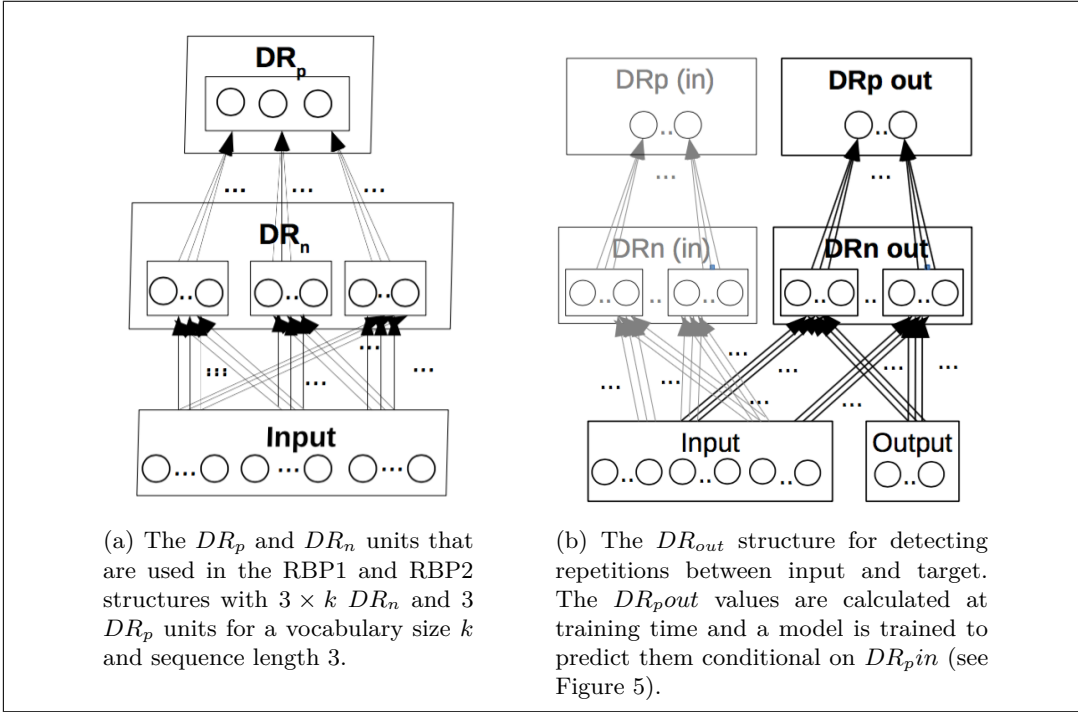 DRp
...
...
...
DRn
..
..
..
...
...
...
...
Input
...
...
...
(a) The DRp and DRn units that
are used in the RBP1 and RBP2
structures with 3 × k DRn and 3
DRp units for a vocabulary size k
and sequence length 3.
DRp (in)
DRp out
..
..
...
...
DRn (in)
DRn out
..
..
..
..
..
..
...
...
...
...
...
...
Input
Output
..
..
..
..
(b) The DRout structure for detecting
repetitions between input and target.
The DRpout values are calculated at
training time and a model is trained to
predict them conditional on DRpin (see
Figure 5).